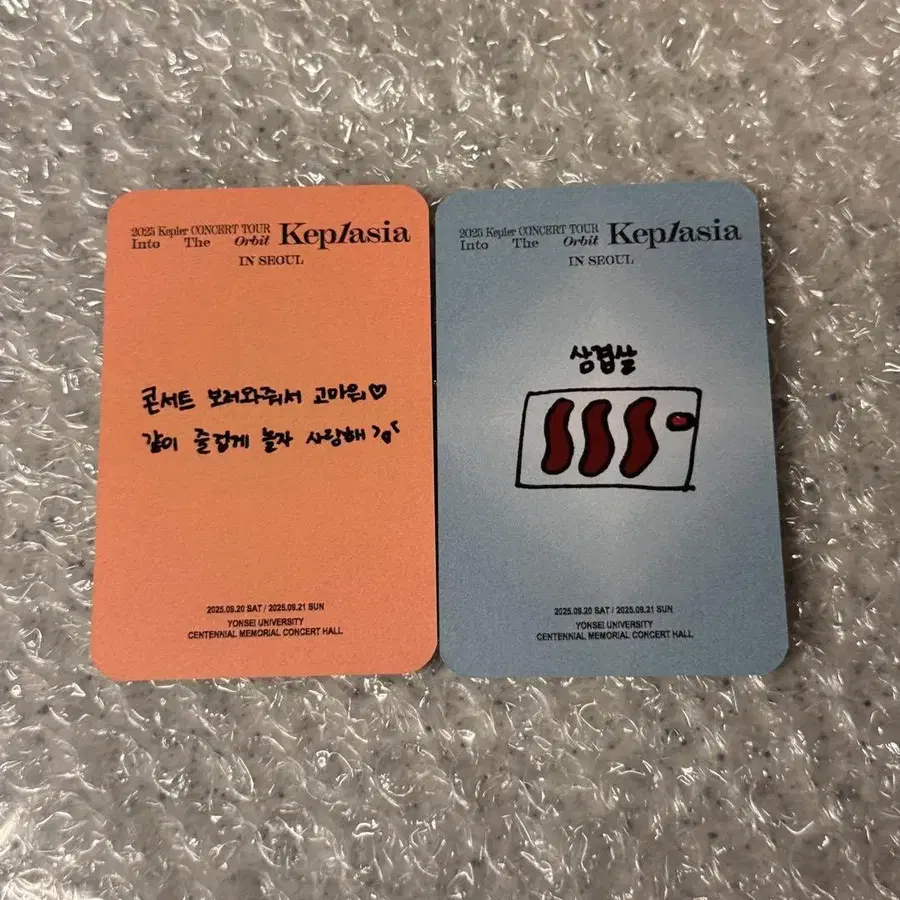 2025 Kep1er CONCERT TOUR
Into The Orbit
Kep1asia
IN SEOUL
콘서트 보러와줘서 고마워♡
같이 즐겁게 놀자 사랑해
2025.09.20 SAT / 2025.09.21 SUN
YONSEI UNIVERSITY
CENTENNIAL MEMORIAL CONCERT HALL
2025 Kep1er CONCERT TOUR
Into The Orbit
Kep1asia
IN SEOUL
삼겹살
2025.09.20 SAT / 2025.09.21 SUN
YONSEI UNIVERSITY
CENTENNIAL MEMORIAL CONCERT HALL